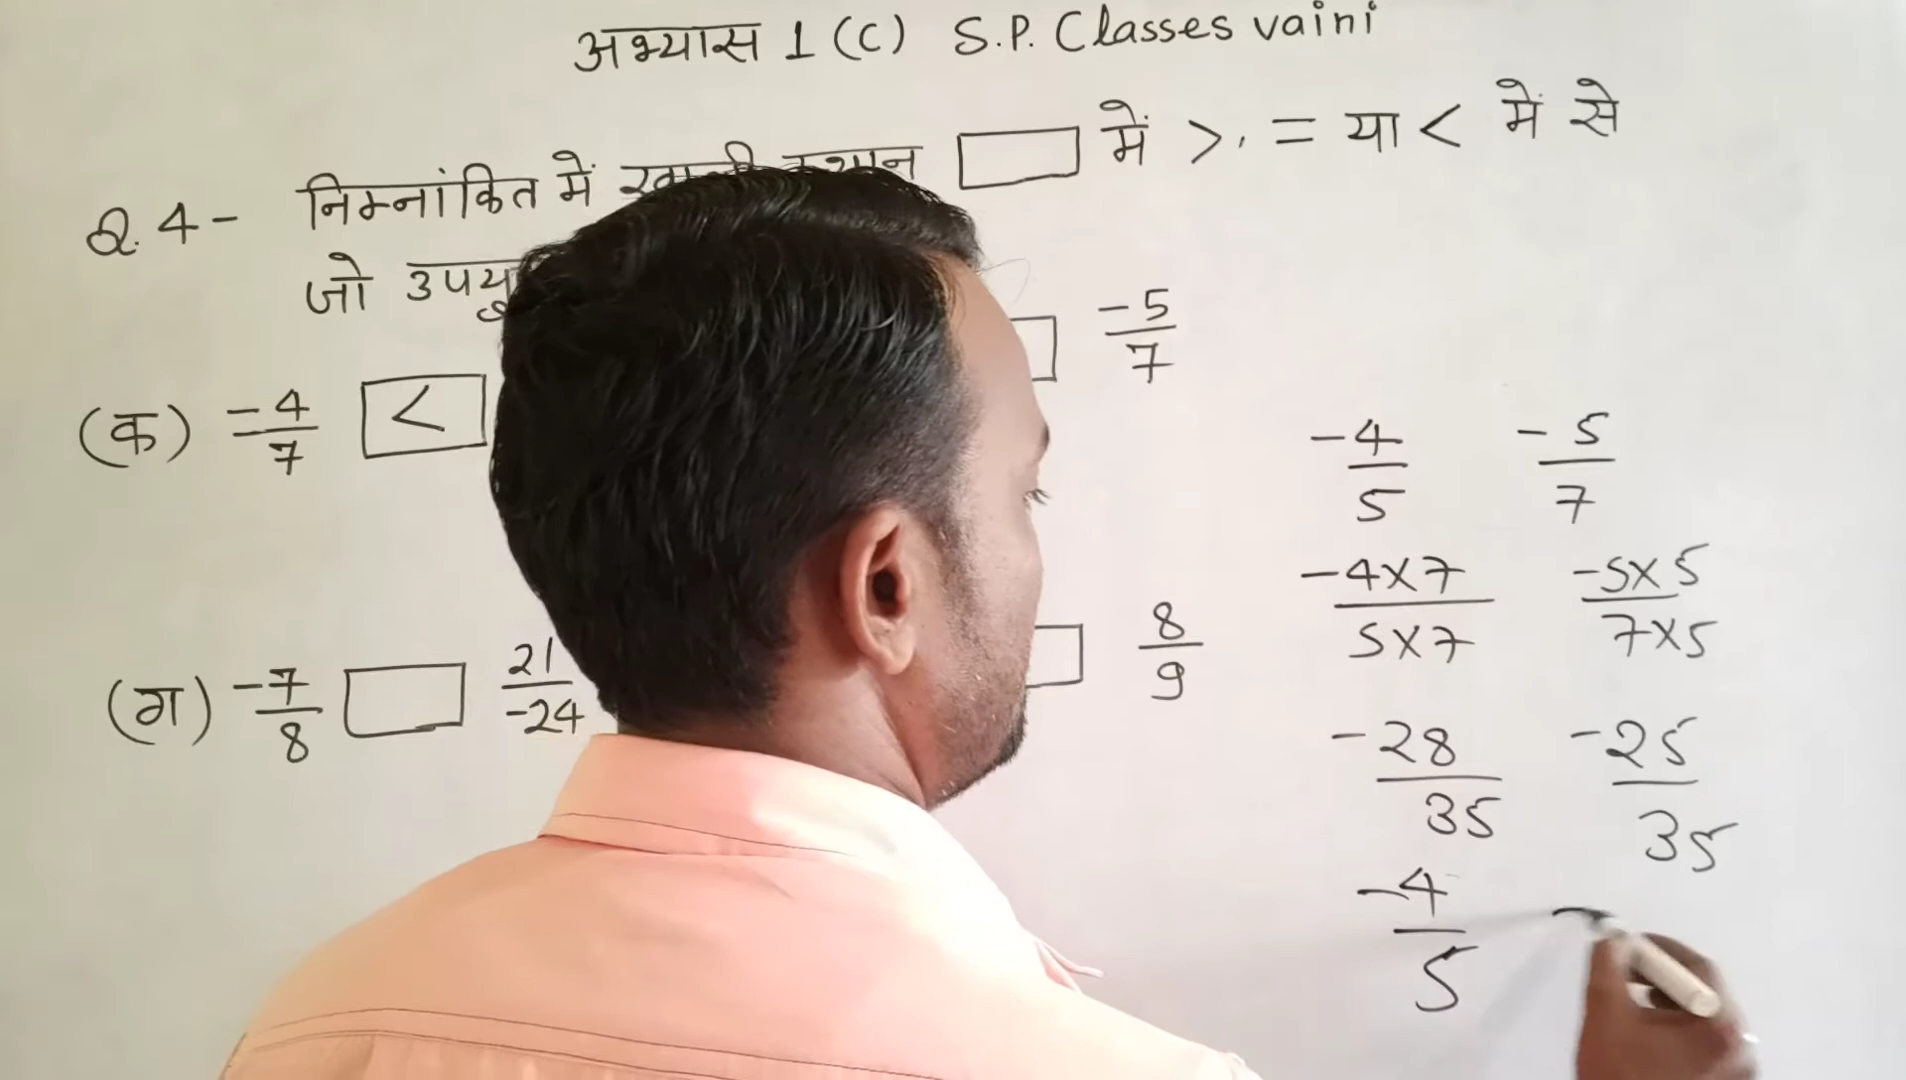 अभ्यास 1 (C) S.P. Classes vaini
Q. 4- निम्नांकित में स्थान □ में >, = या < में से
जो
(क) -4/7 <
-5/7
(ग) -7/8 □ 21/-24
8/9
-4/5 -5/7
-4×7/5×7 -5×5/7×5
-28/35 -25/35
-4/5 -